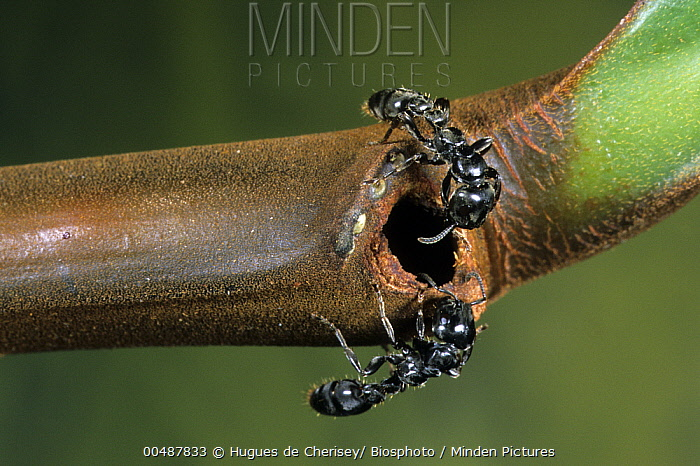 MINDEN
PICTURES
00487833 © Hugues de Cherisey/ Biosphoto / Minden Pictures